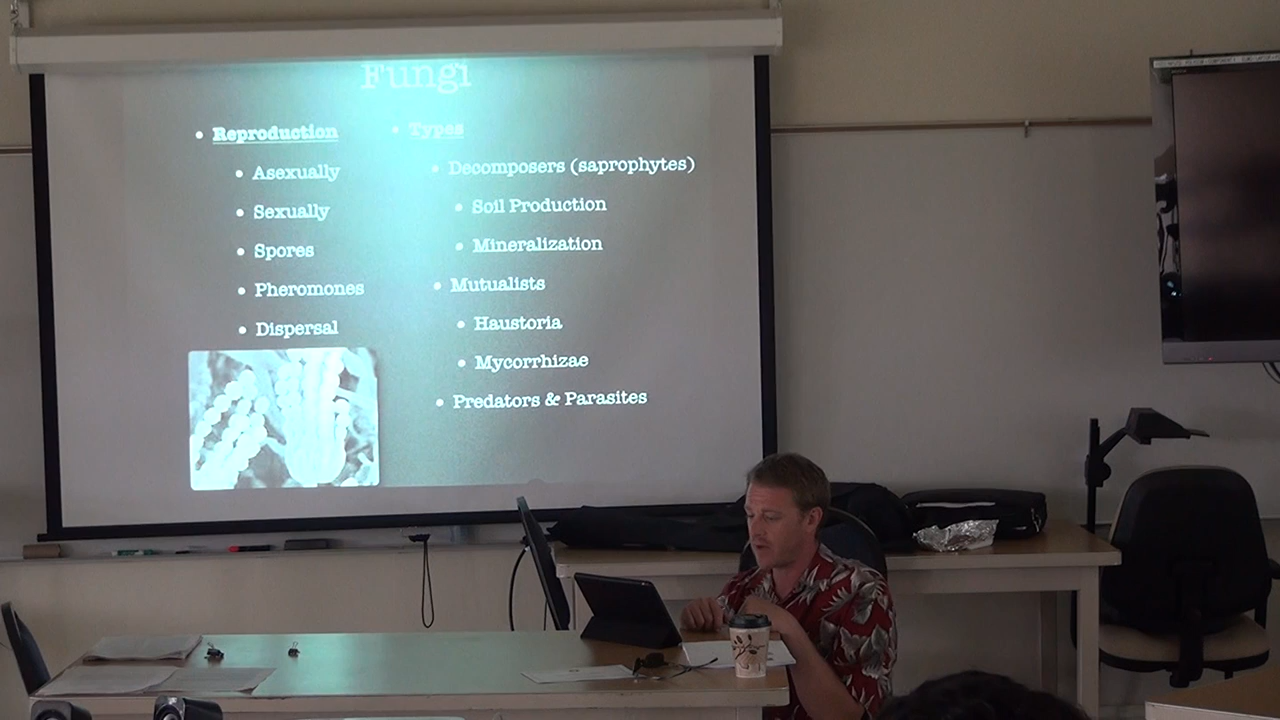 Fungi
• Reproduction
• Asexually
• Sexually
• Spores
• Pheromones
• Dispersal
• Types
• Decomposers (saprophytes)
• Soil Production
• Mineralization
• Mutualists
• Haustoria
• Mycorrhizae
• Predators & Parasites